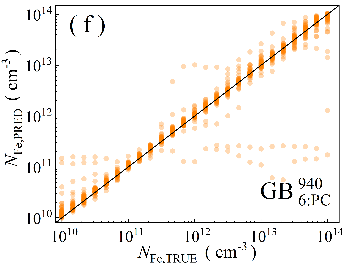 ( f )
10^14
10^13
10^12
10^11
10^10
N_Fe,PRED ( cm^-3 )
GB 940 6:PC
10^10 10^11 10^12 10^13 10^14
N_Fe,TRUE ( cm^-3 )